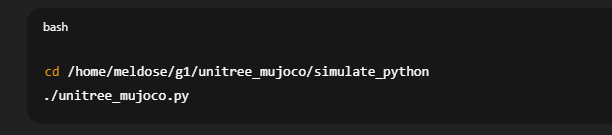 bash
cd /home/meldose/g1/unitree_mujoco/simulate_python
./unitree_mujoco.py